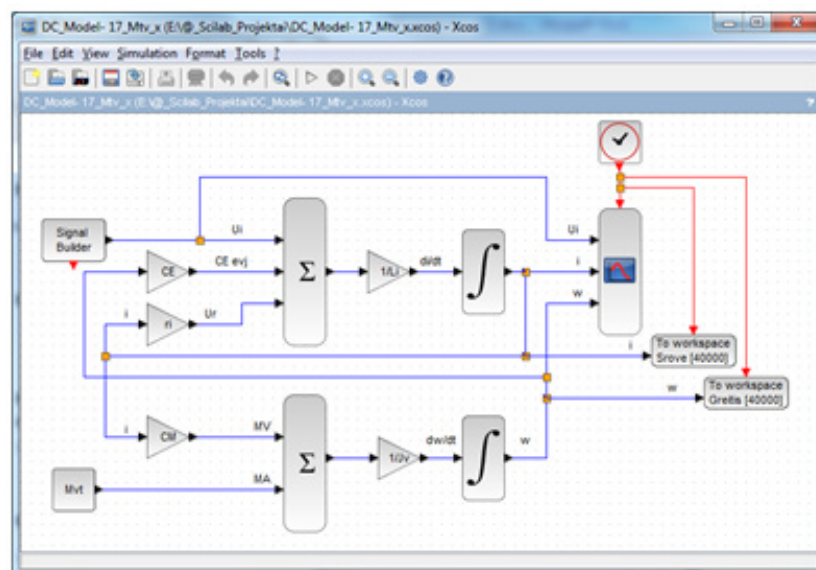 DC_Model- 17_Mtv_x (E:\@_Scilab_Projektai\DC_Model- 17_Mtv_x.xcos) - Xcos
File Edit View Simulation Format Tools ?
DC_Model- 17_Mtv_x (E:\@_Scilab_Projektai\DC_Model- 17_Mtv_x.xcos) - Xcos
Signal
Builder
Ui
Ui
CE
CE evj
Σ
1/Li
di/dt
∫
i
w
i
ri
Ur
i
To workspace
Srove [40000]
w
To workspace
Greitis [40000]
i
CM
MV
Σ
1/Jv
dw/dt
∫
w
Mvt
MA